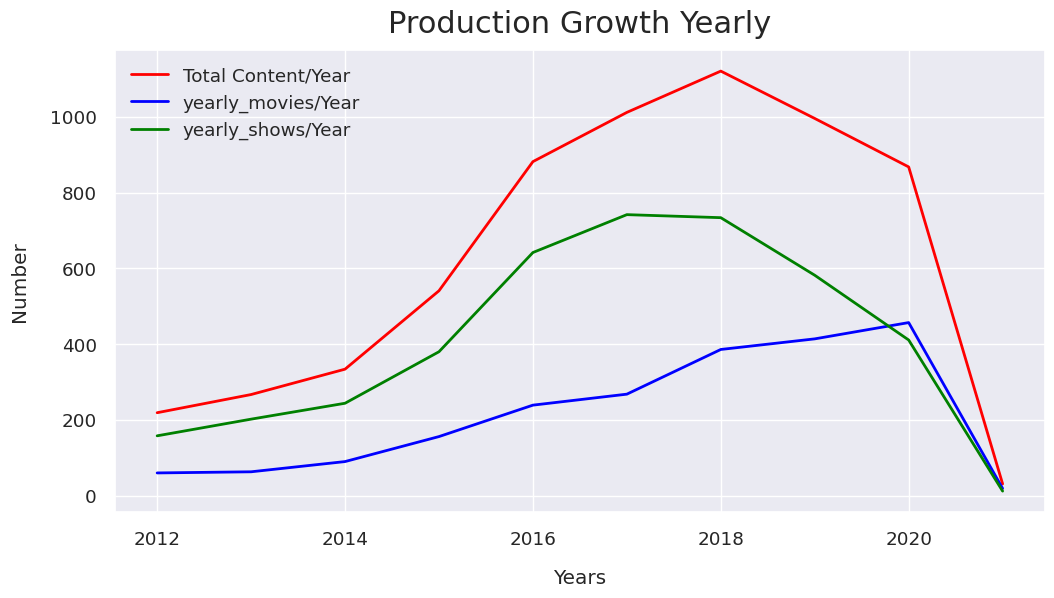 Production Growth Yearly
Total Content/Year
yearly_movies/Year
yearly_shows/Year
1000
800
600
400
200
0
Number
2012
2014
2016
2018
2020
Years